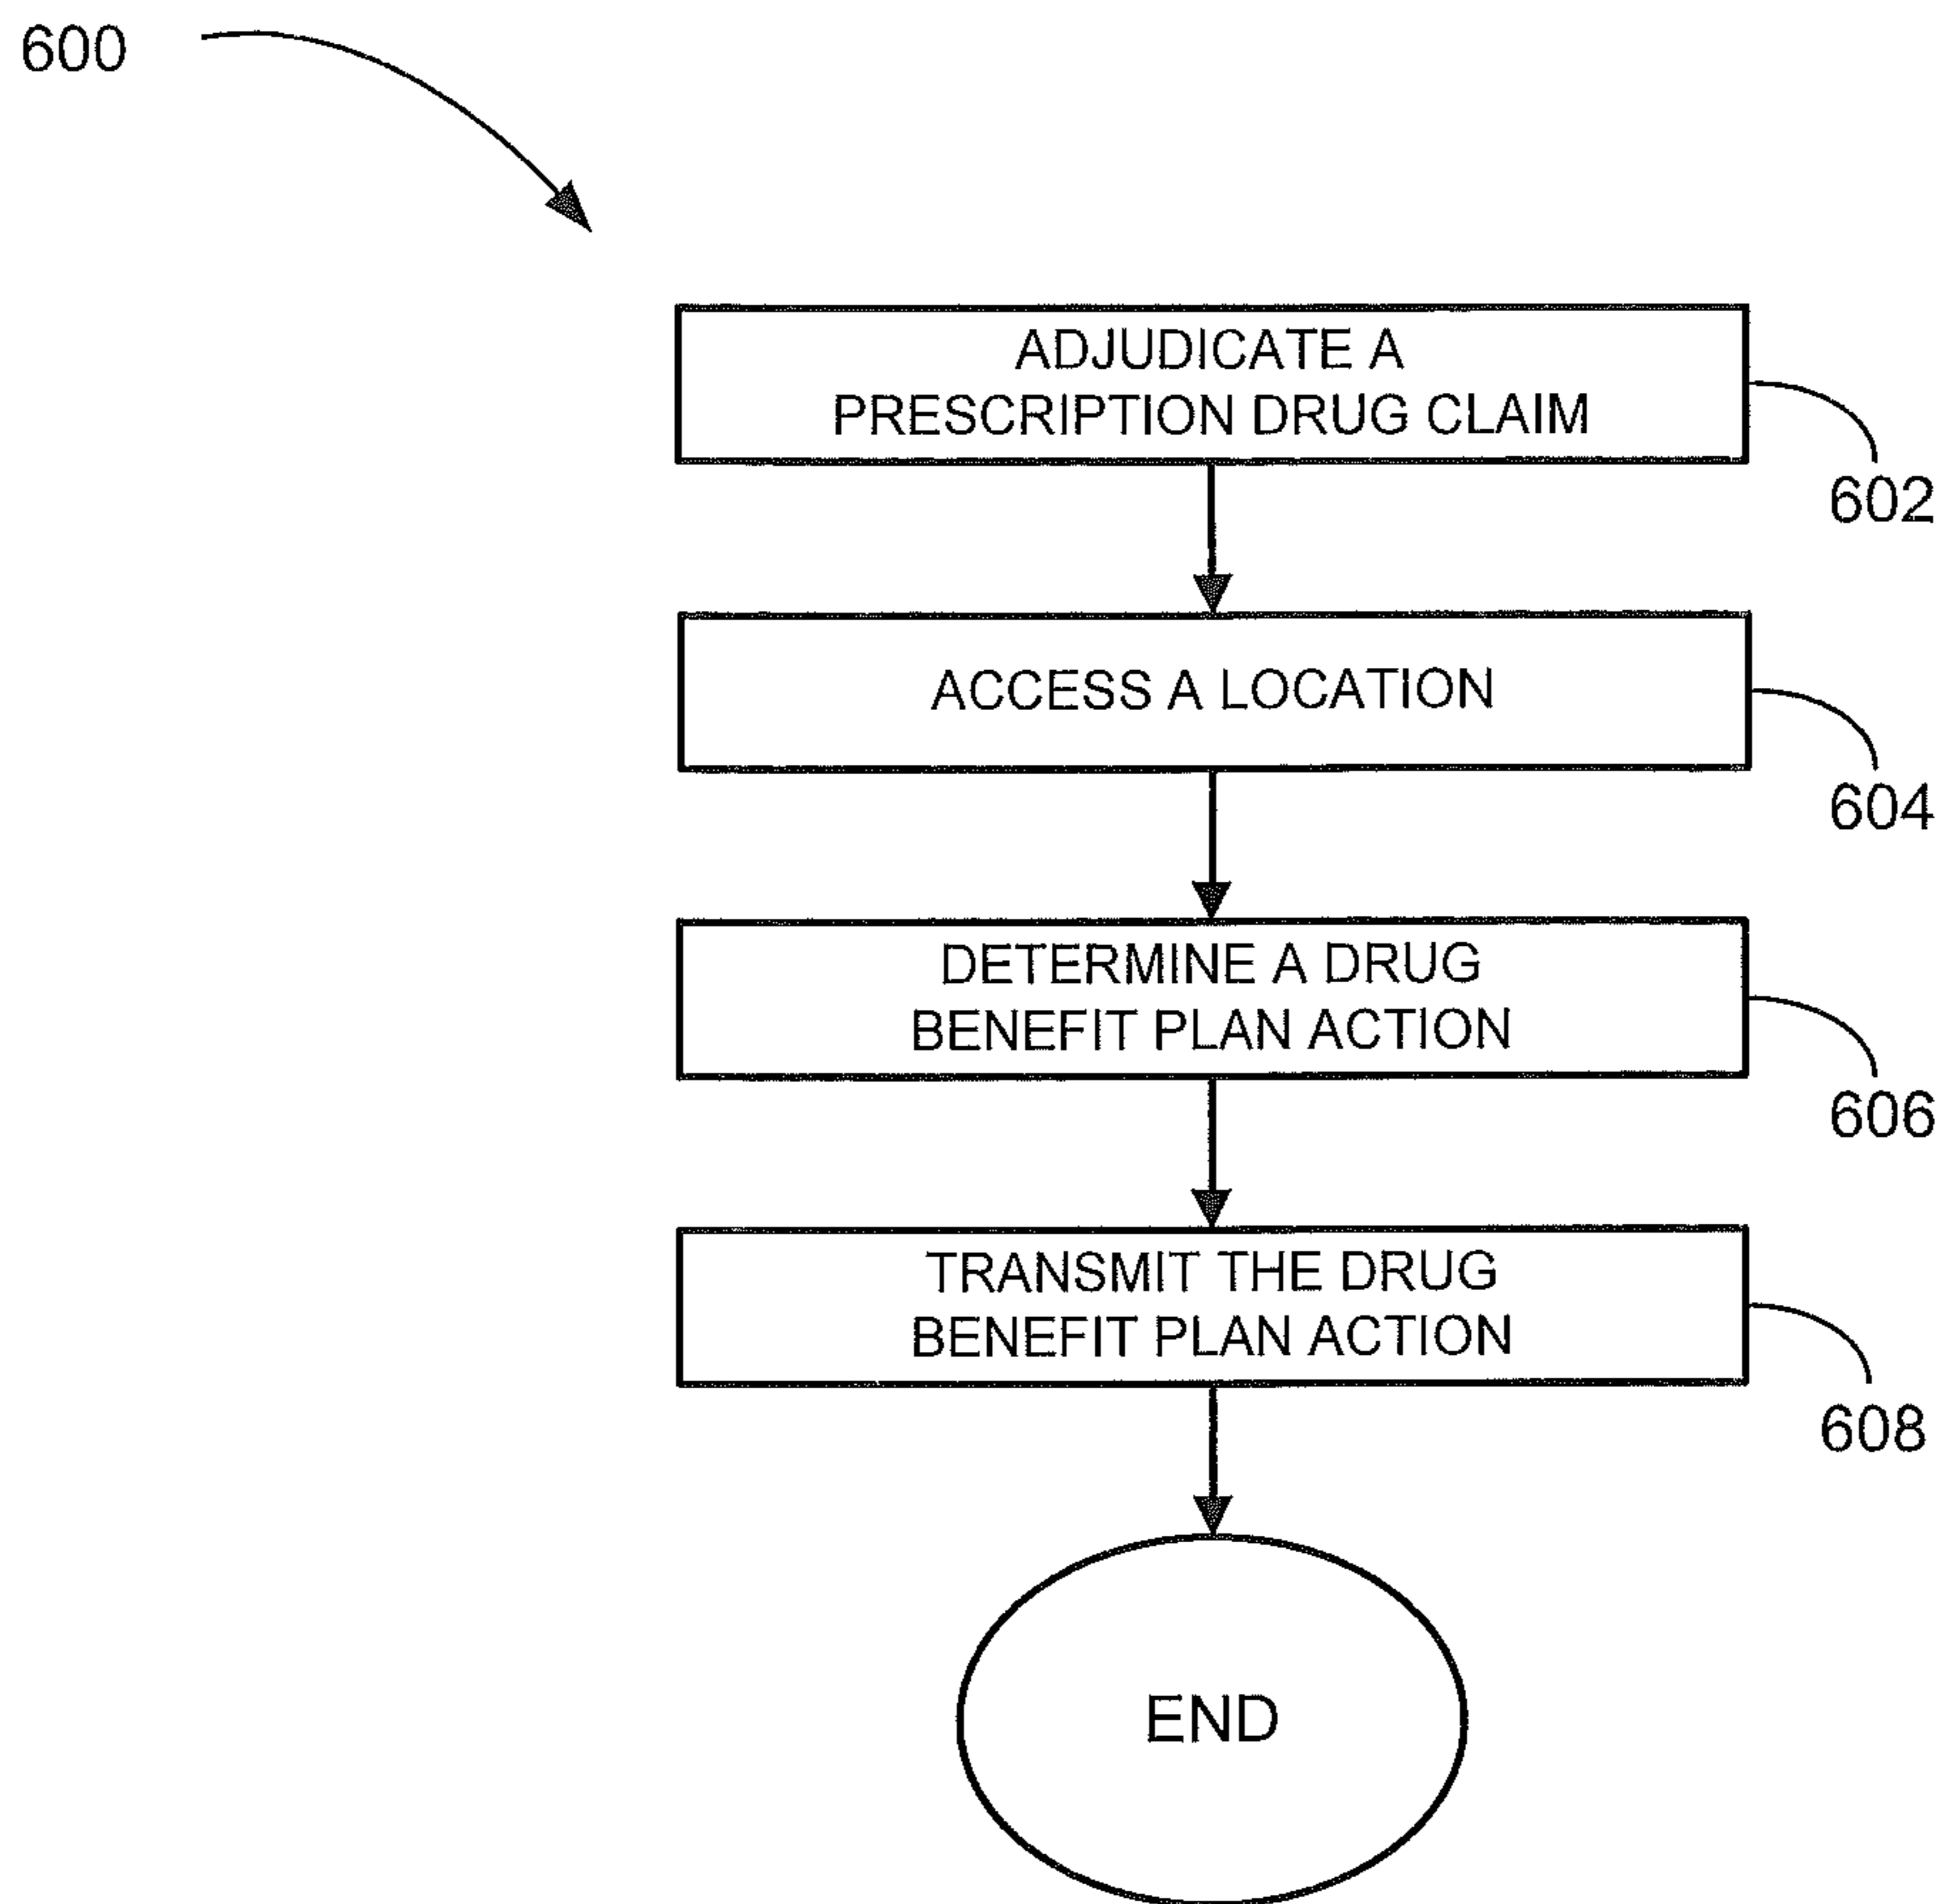 600
ADJUDICATE A
PRESCRIPTION DRUG CLAIM
602
ACCESS A LOCATION
604
DETERMINE A DRUG
BENEFIT PLAN ACTION
606
TRANSMIT THE DRUG
BENEFIT PLAN ACTION
608
END